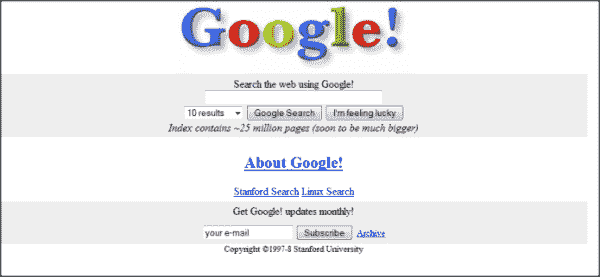 Google!
Search the web using Google!
10 results Google Search I'm feeling lucky
Index contains ~25 million pages (soon to be much bigger)
About Google!
Stanford Search Linux Search
Get Google! updates monthly!
your e-mail Subscribe Archive
Copyright ©1997-8 Stanford University